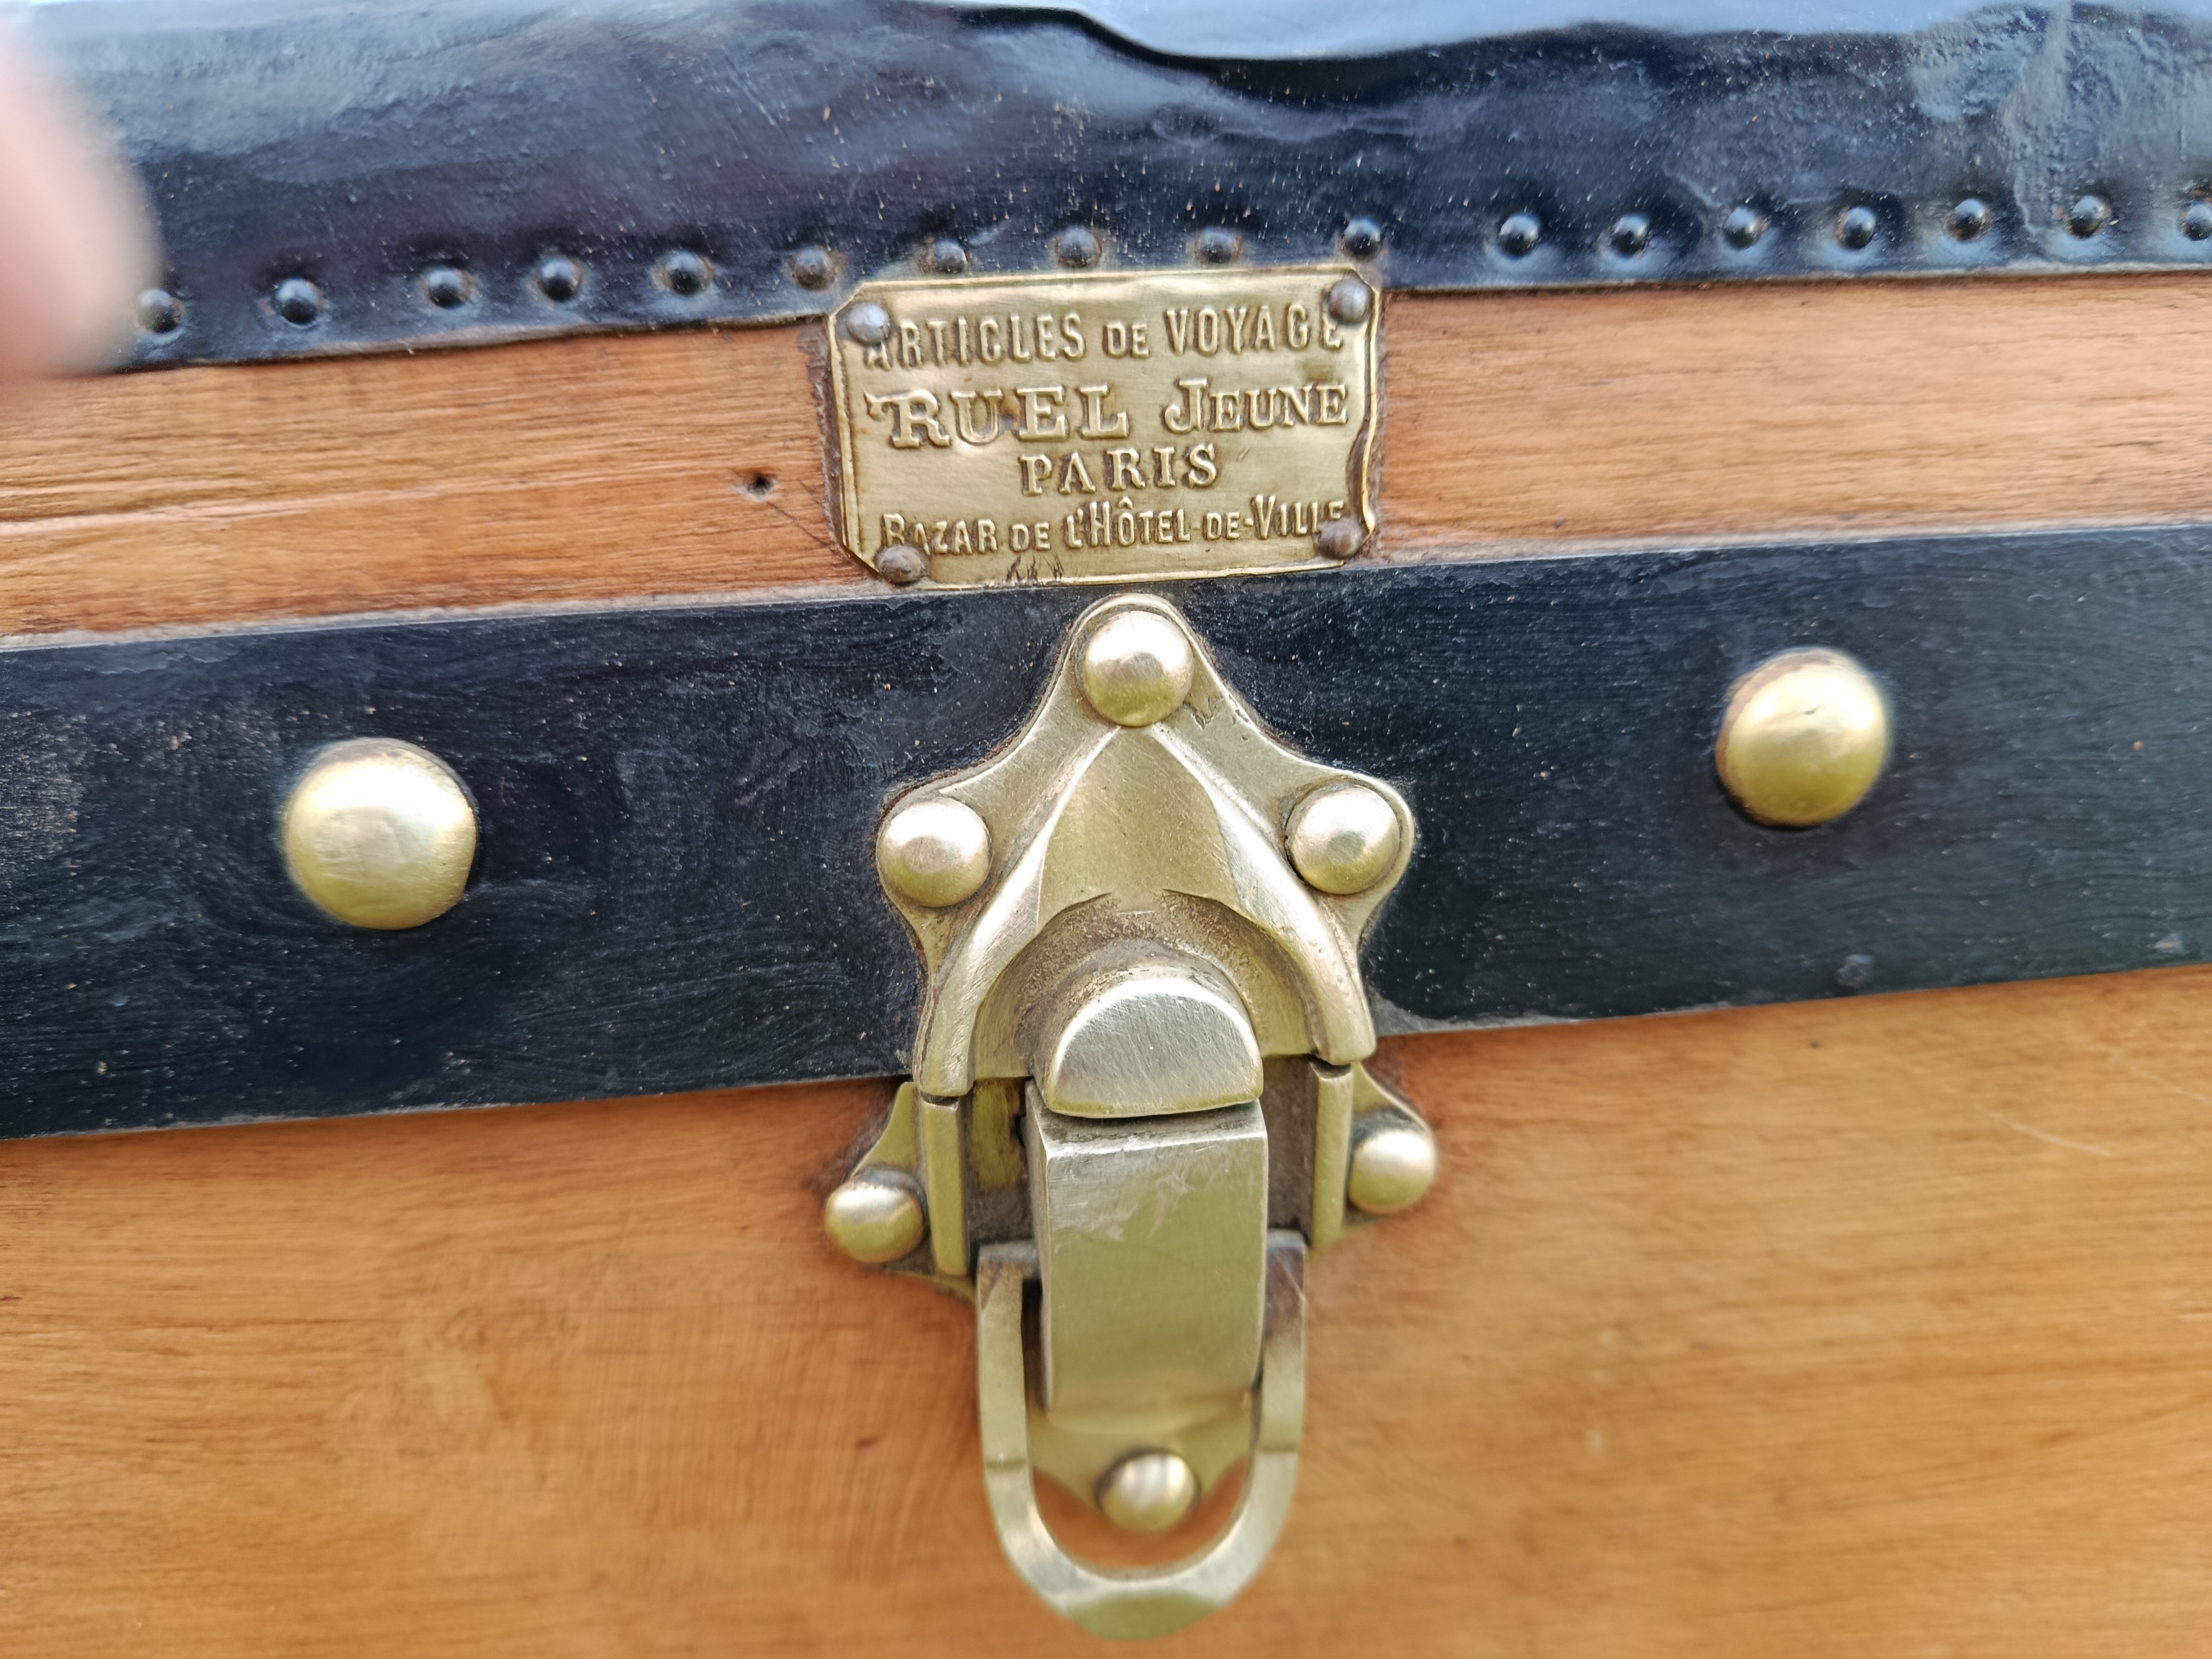 ARTICLES DE VOYAGE
RUEL JEUNE
PARIS
BAZAR DE L'HÔTEL-DE-VILLE